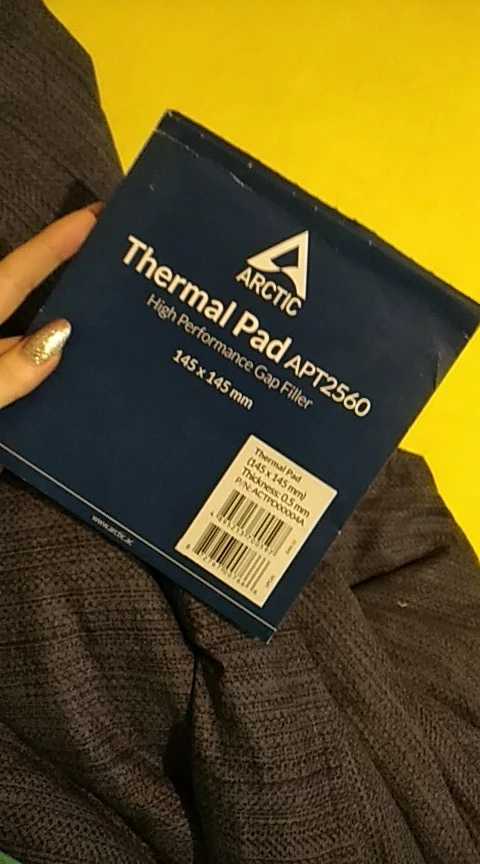 ARCTIC
Thermal Pad APT2560
High Performance Gap Filler
145 x 145 mm
Thermal Pad
(145 x 145 mm)
Thickness: 0.5 mm
P/N: ACTPD00004A
www.arctic.ac